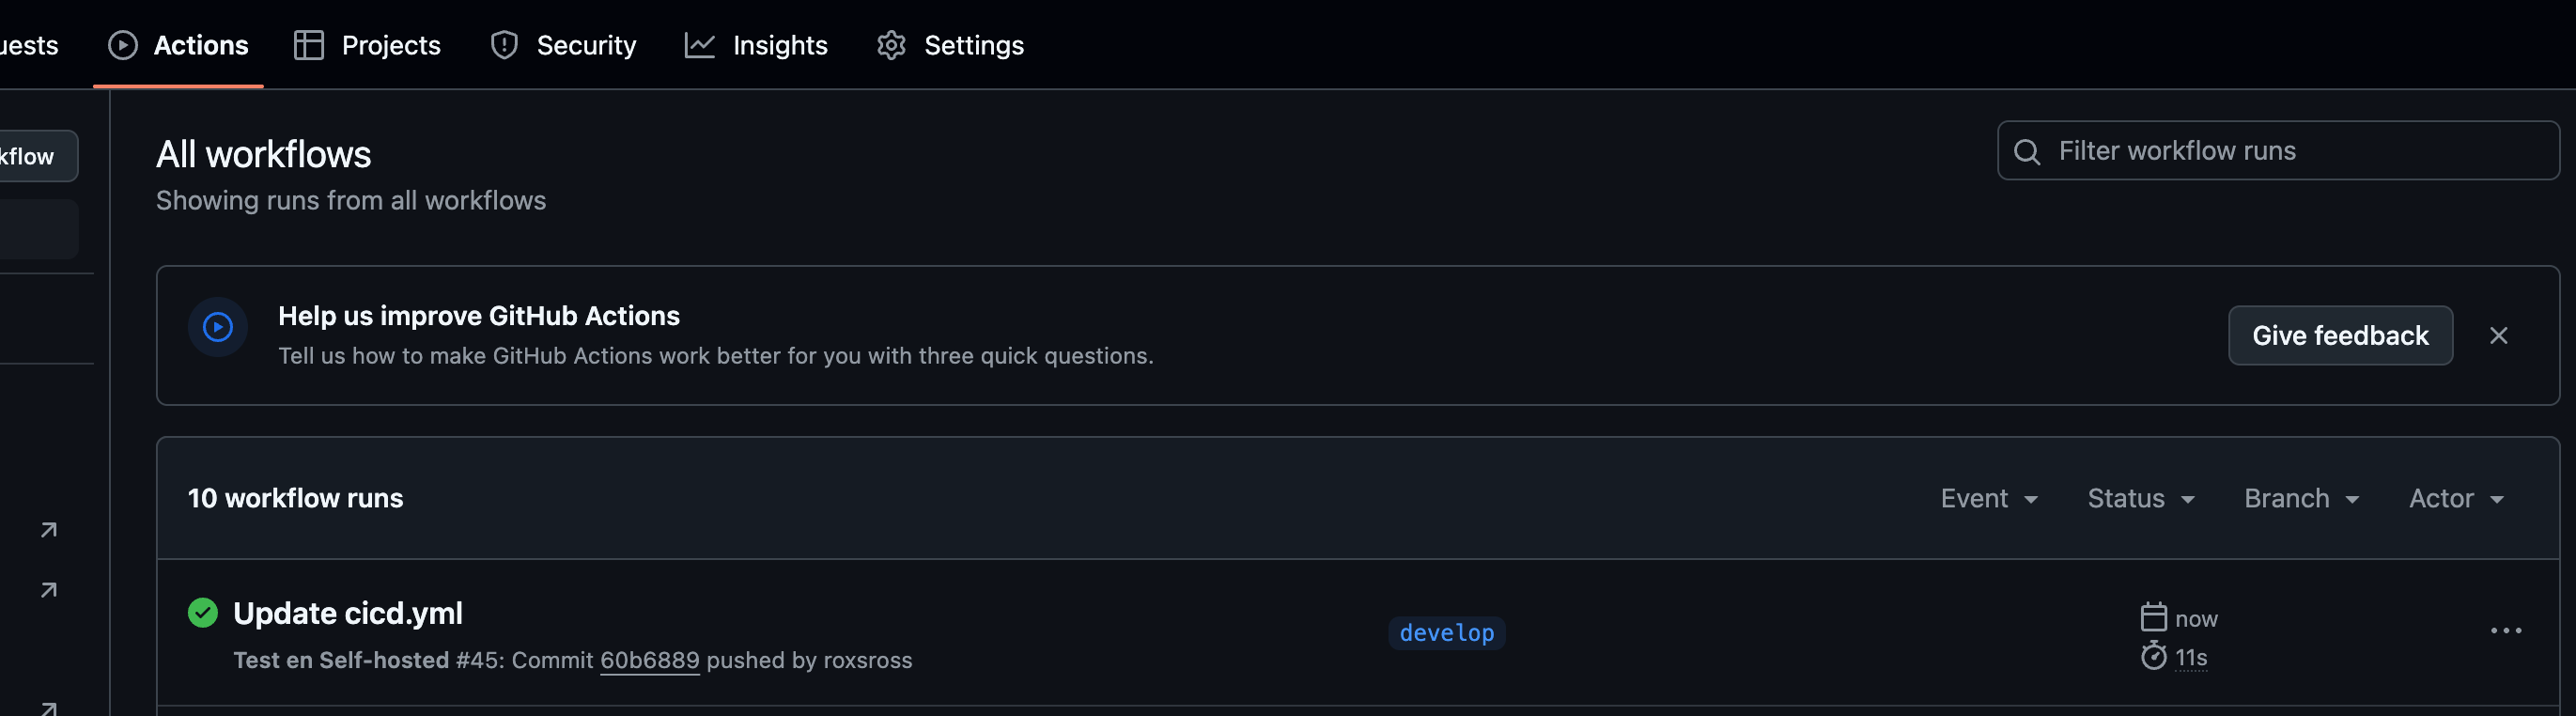 Actions Projects Security Insights Settings
All workflows
Filter workflow runs
Showing runs from all workflows
Help us improve GitHub Actions
Tell us how to make GitHub Actions work better for you with three quick questions.
Give feedback
10 workflow runs
Event Status Branch Actor
Update cicd.yml
Test en Self-hosted #45: Commit 60b6889 pushed by roxsross
develop
now
11s